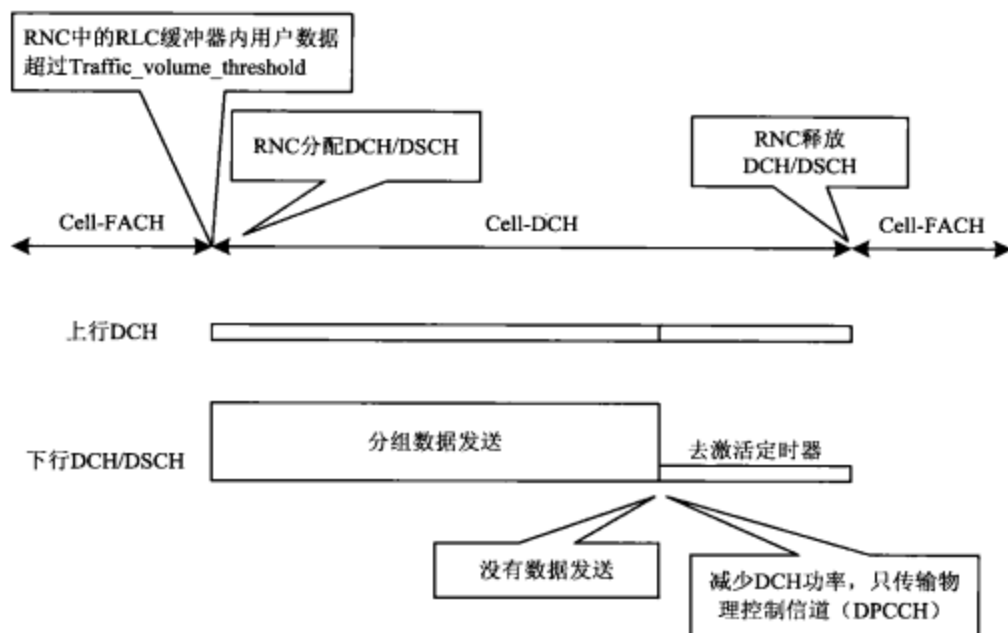 RNC中的RLC缓冲器内用户数据
超过Traffic_volume_threshold
RNC分配DCH/DSCH
RNC释放
DCH/DSCH
Cell-FACH
Cell-DCH
Cell-FACH
上行DCH
分组数据发送
下行DCH/DSCH
去激活定时器
没有数据发送
减少DCH功率，只传输物
理控制信道（DPCCH）